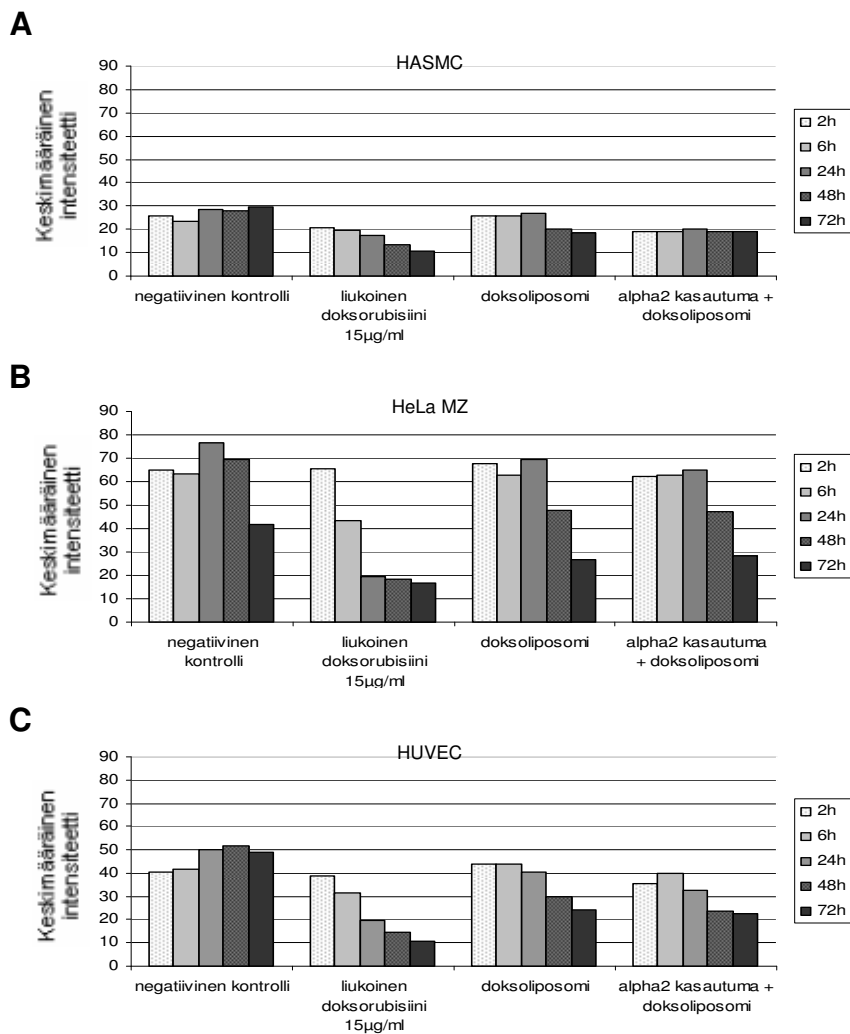 A
HASMC
Keskimääräinen
intensiteetti
90
80
70
60
50
40
30
20
10
0
negatiivinen kontrolli
liukoinen
doksorubisiini
15µg/ml
doksoliposomi
alpha2 kasautuma +
doksoliposomi
2h
6h
24h
48h
72h
B
HeLa MZ
Keskimääräinen
intensiteetti
90
80
70
60
50
40
30
20
10
0
negatiivinen
kontrolli
liukoinen
doksorubisiini
15µg/ml
doksoliposomi
alpha2 kasautuma
+ doksoliposomi
2h
6h
24h
48h
72h
C
HUVEC
Keskimääräinen
intensiteetti
90
80
70
60
50
40
30
20
10
0
negatiivinen kontrolli
liukoinen
doksorubisiini
15µg/ml
doksoliposomi
alpha2 kasautuma +
doksoliposomi
2h
6h
24h
48h
72h